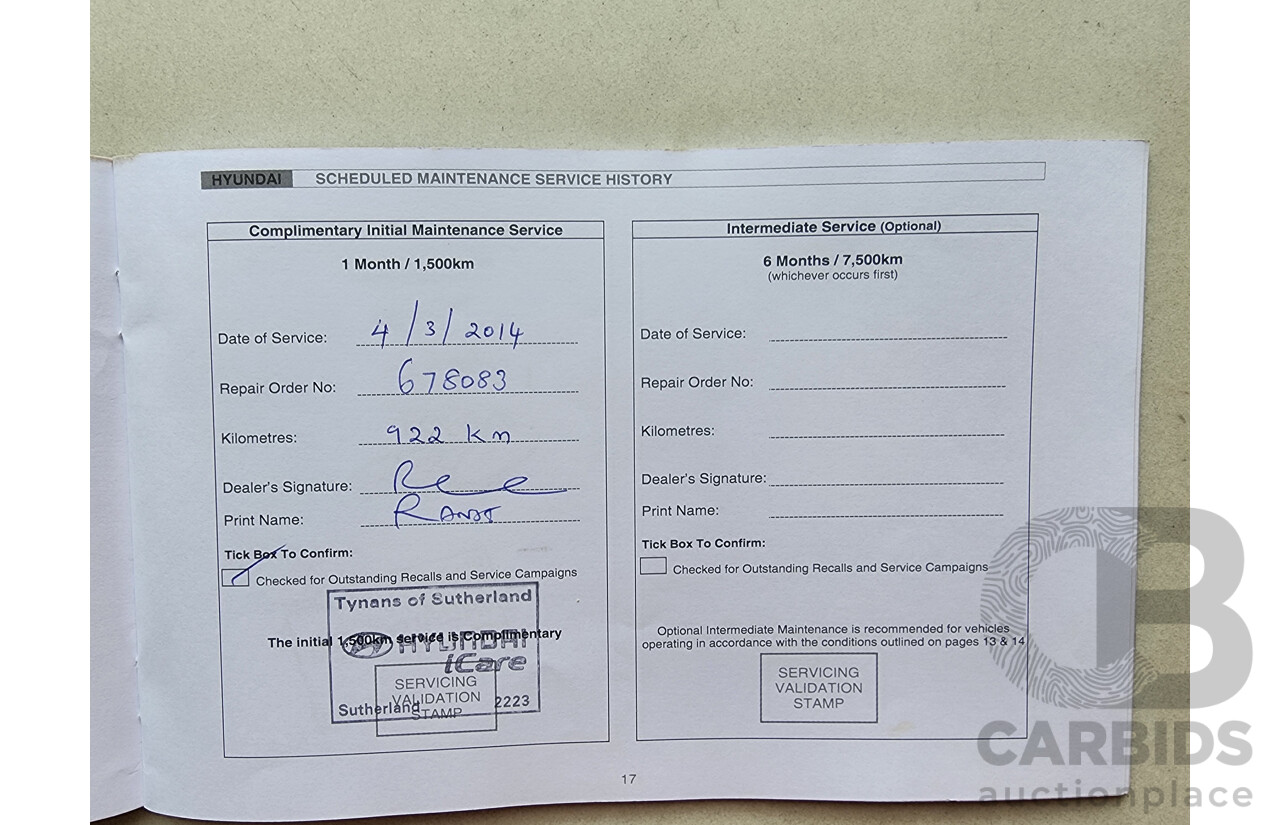 HYUNDAI SCHEDULED MAINTENANCE SERVICE HISTORY
Complimentary Initial Maintenance Service
1 Month / 1,500km
Date of Service: 4/3/2014
Repair Order No: 678083
Kilometres: 922 km
Dealer's Signature:
Print Name:
Tick Box To Confirm:
Checked for Outstanding Recalls and Service Campaigns
Tynans of Sutherland
The initial 1,500km service is Complimentary
HYUNDAI
iCare
SERVICING
VALIDATION
STAMP
Sutherland 2223
Intermediate Service (Optional)
6 Months / 7,500km
(whichever occurs first)
Date of Service:
Repair Order No:
Kilometres:
Dealer's Signature:
Print Name:
Tick Box To Confirm:
Checked for Outstanding Recalls and Service Campaigns
Optional Intermediate Maintenance is recommended for vehicles
operating in accordance with the conditions outlined on pages 13 & 14
SERVICING
VALIDATION
STAMP
17
CB
CARBIDS
auctionplace